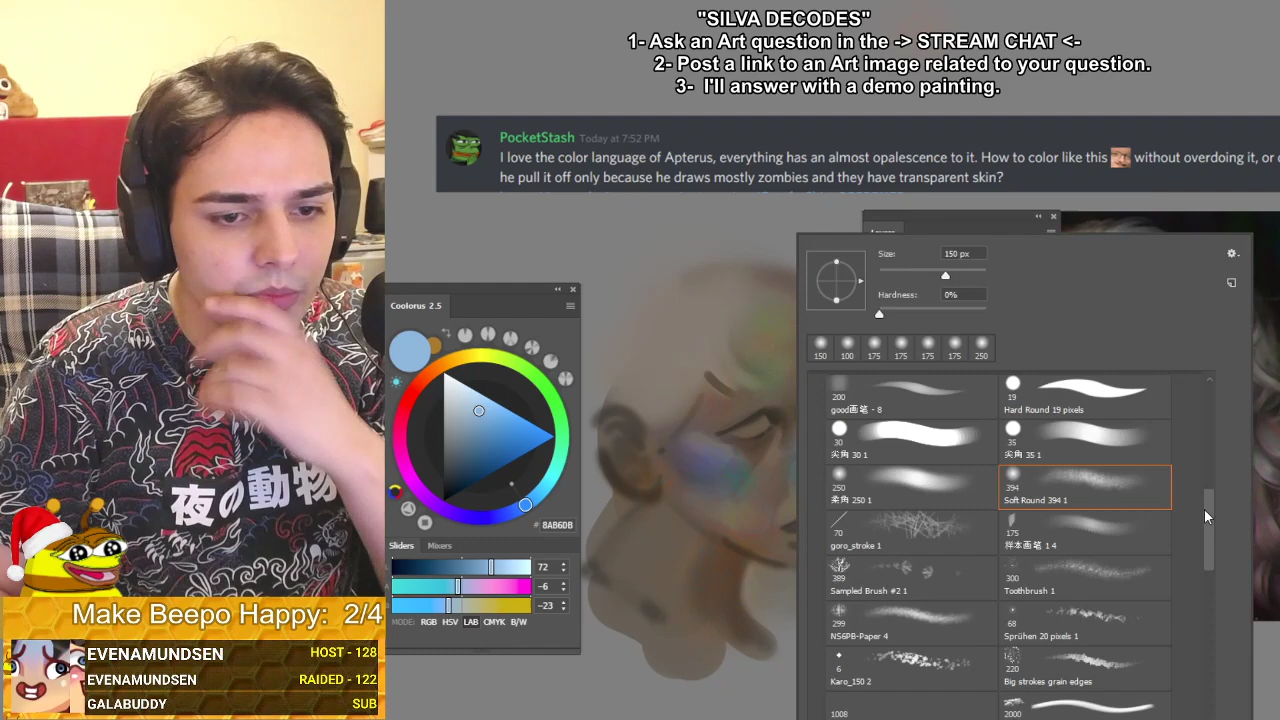 "SILVA DECODES"
1- Ask an Art question in the -> STREAM CHAT <-
2- Post a link to an Art image related to your question.
3- I'll answer with a demo painting.
PocketStash Today at 7:52 PM
I love the color language of Apterus, everything has an almost opalescence to it. How to color like this without overdoing it, or
he pull it off only because he draws mostly zombies and they have transparent skin?
Size: 150 px
Hardness: 0%
150 100 175 175 175 175 250
200
good画笔 - 8
19
Hard Round 19 pixels
30
尖角 30 1
35
尖角 35 1
250
柔角 250 1
394
Soft Round 394 1
70
goro_stroke 1
175
样本画笔 1 4
389
Sampled Brush #2 1
300
Toothbrush 1
299
NS6PB-Paper 4
68
Sprühen 20 pixels 1
6
Karo_150 2
220
Big strokes grain edges
1008
2000
Coolorus 2.5
# 8AB6DB
Sliders Mixers
72
-6
-23
MODE: RGB HSV LAB CMYK B/W
夜の動物
Make Beepo Happy: 2/4
EVENAMUNDSEN HOST - 128
EVENAMUNDSEN RAIDED - 122
GALABUDDY SUB